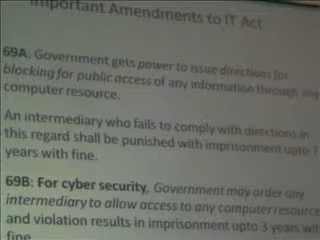 Important Amendments to IT Act
69A. Government gets power to issue directions for
blocking for public access of any information through any
computer resource.
An intermediary who fails to comply with directions in
this regard shall be punished with imprisonment upto 7
years with fine.
69B: For cyber security, Government may order any
intermediary to allow access to any computer resource
and violation results in imprisonment upto 3 years with
fine